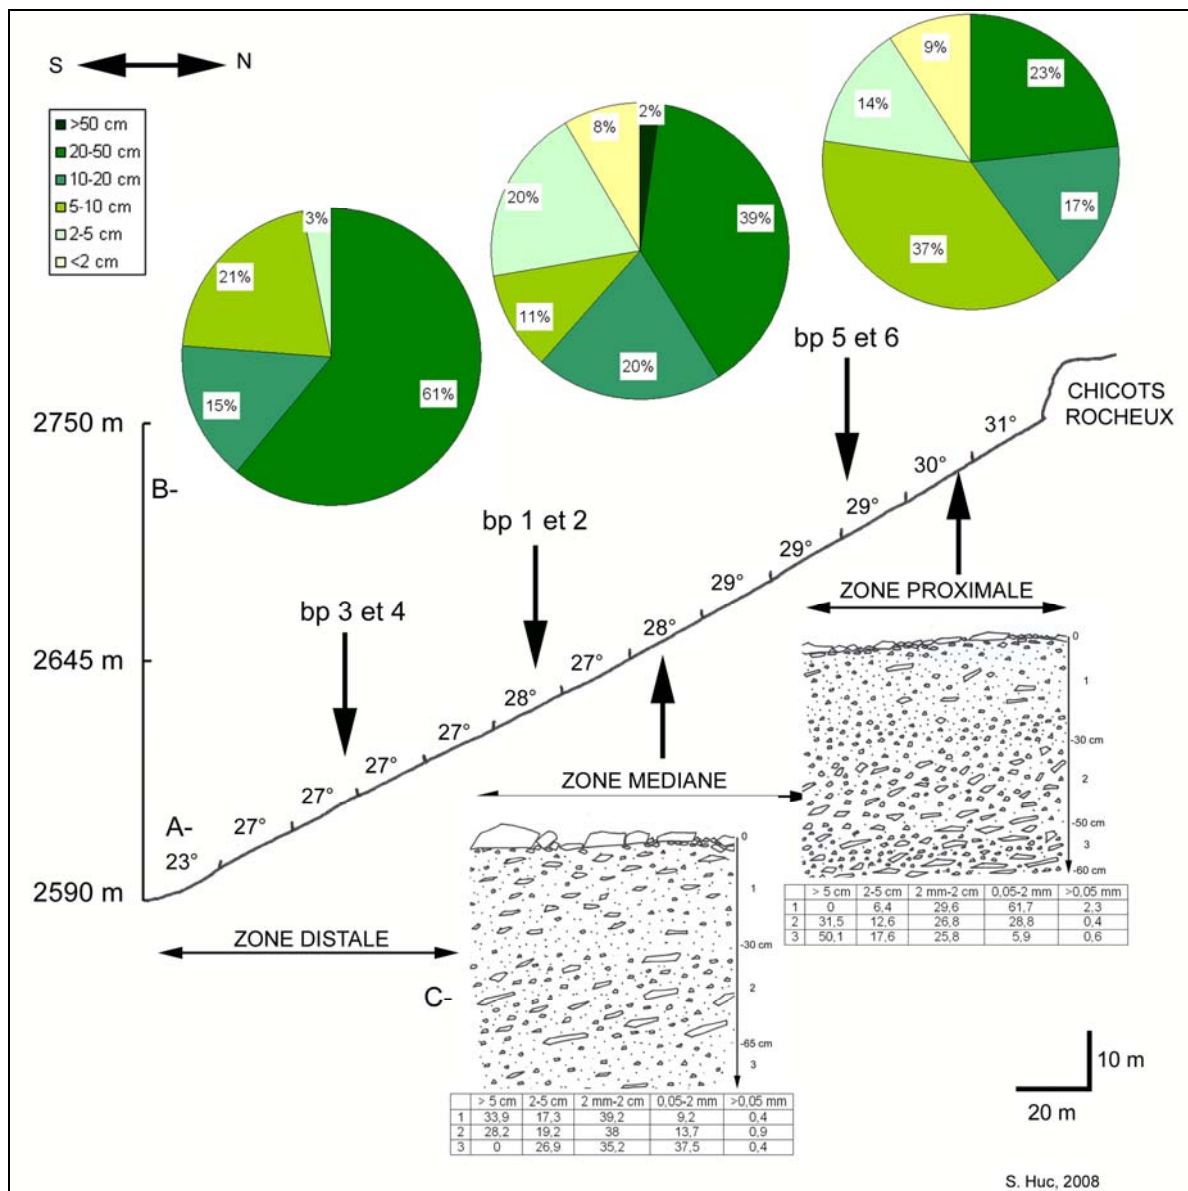 S N
>50 cm
20-50 cm
10-20 cm
5-10 cm
2-5 cm
<2 cm
3%
21%
15%
61%
2%
8%
20%
39%
11%
20%
9%
23%
14%
17%
37%
2750 m
2645 m
2590 m
B-
A-
C-
bp 3 et 4
bp 1 et 2
bp 5 et 6
CHICOTS
ROCHEUX
23°
27°
27°
27°
27°
28°
27°
28°
29°
29°
29°
30°
31°
ZONE DISTALE
ZONE MEDIANE
ZONE PROXIMALE
0
1
-30 cm
2
-50 cm
3
-60 cm
> 5 cm 2-5 cm 2 mm-2 cm 0,05-2 mm >0,05 mm
1 0 6,4 29,6 61,7 2,3
2 31,5 12,6 26,8 28,8 0,4
3 50,1 17,6 25,8 5,9 0,6
0
1
-30 cm
2
-65 cm
3
> 5 cm 2-5 cm 2 mm-2 cm 0,05-2 mm >0,05 mm
1 33,9 17,3 39,2 9,2 0,4
2 28,2 19,2 38 13,7 0,9
3 0 26,9 35,2 37,5 0,4
10 m
20 m
S. Huc, 2008